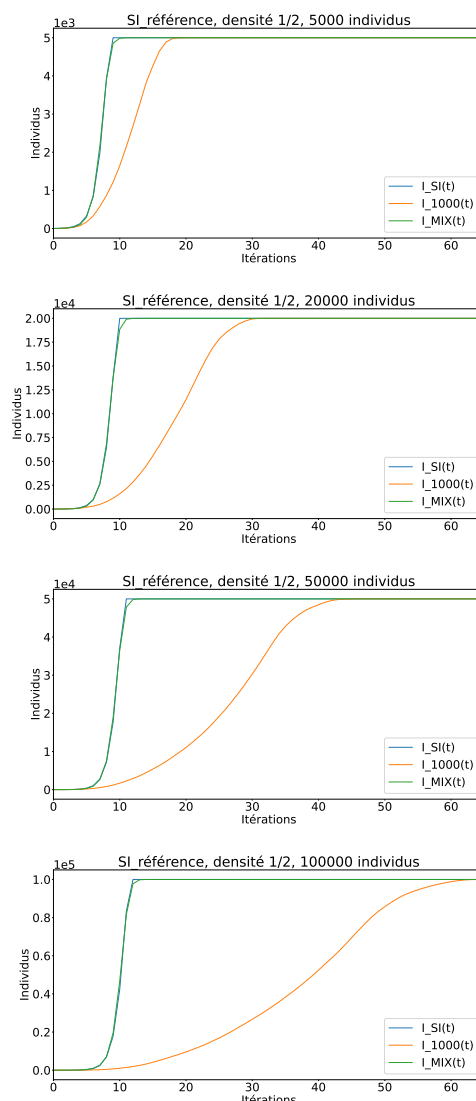 SI_référence, densité 1/2, 5000 individus
1e3
5
4
3
2
1
0
Individus
I_SI(t)
I_1000(t)
I_MIX(t)
0 10 20 30 40 50 60
Itérations
SI_référence, densité 1/2, 20000 individus
1e4
2.00
1.75
1.50
1.25
1.00
0.75
0.50
0.25
0.00
Individus
I_SI(t)
I_1000(t)
I_MIX(t)
0 10 20 30 40 50 60
Itérations
SI_référence, densité 1/2, 50000 individus
1e4
5
4
3
2
1
0
Individus
I_SI(t)
I_1000(t)
I_MIX(t)
0 10 20 30 40 50 60
Itérations
SI_référence, densité 1/2, 100000 individus
1e5
1.0
0.8
0.6
0.4
0.2
0.0
Individus
I_SI(t)
I_1000(t)
I_MIX(t)
0 10 20 30 40 50 60
Itérations